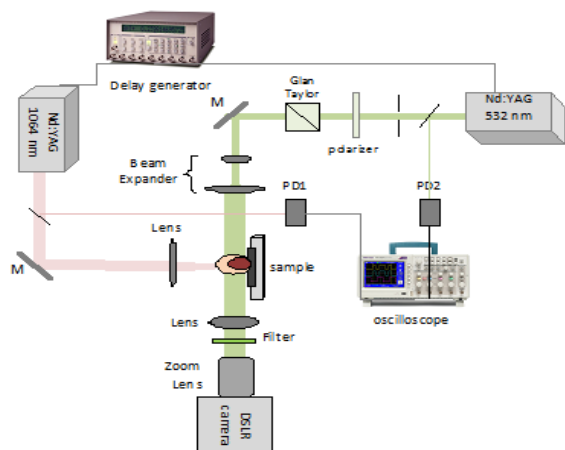 Delay generator
Glan
Taylor
M
Nd:YAG
532 nm
Nd:YAG
1064 nm
polarizer
Beam
Expander
PD1
PD2
Lens
M
sample
oscilloscope
Lens
Filter
Zoom
Lens
DSLR
camera